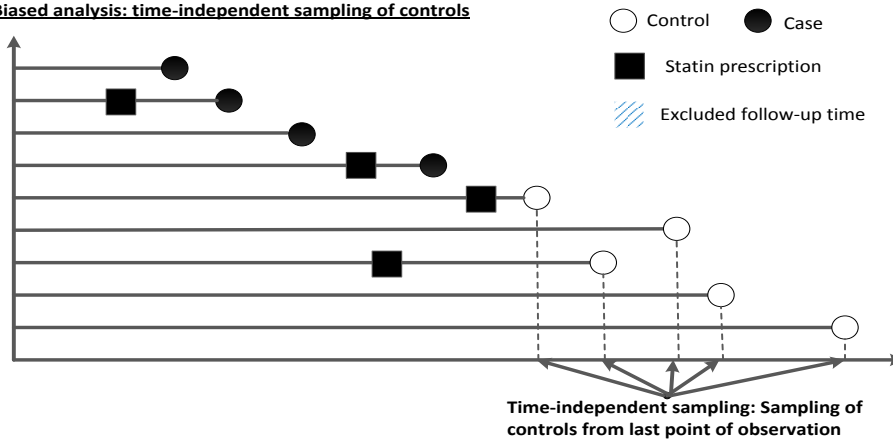 Biased analysis: time-independent sampling of controls
Control
Case
Statin prescription
Excluded follow-up time
Time-independent sampling: Sampling of
controls from last point of observation